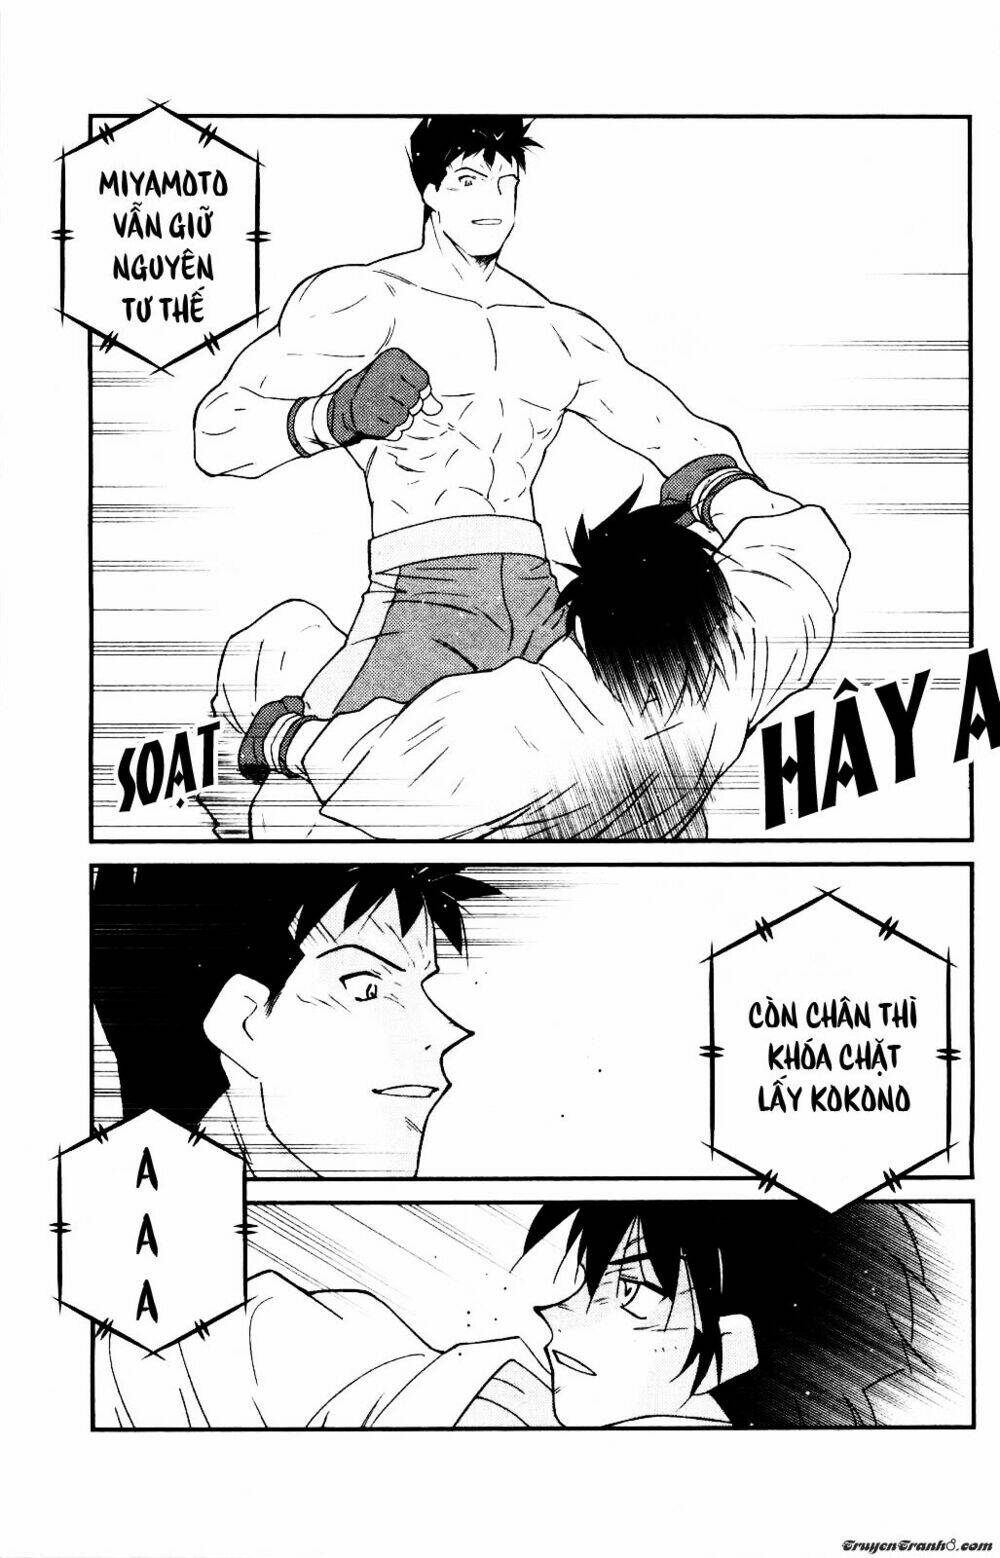 MIYAMOTO
VẪN GIỮ
NGUYÊN
TƯ THẾ
SOẠT
HÂY A
CÒN CHÂN THÌ
KHÓA CHẶT
LẤY KOKONO
A
A
A
TruyenTranh8.com